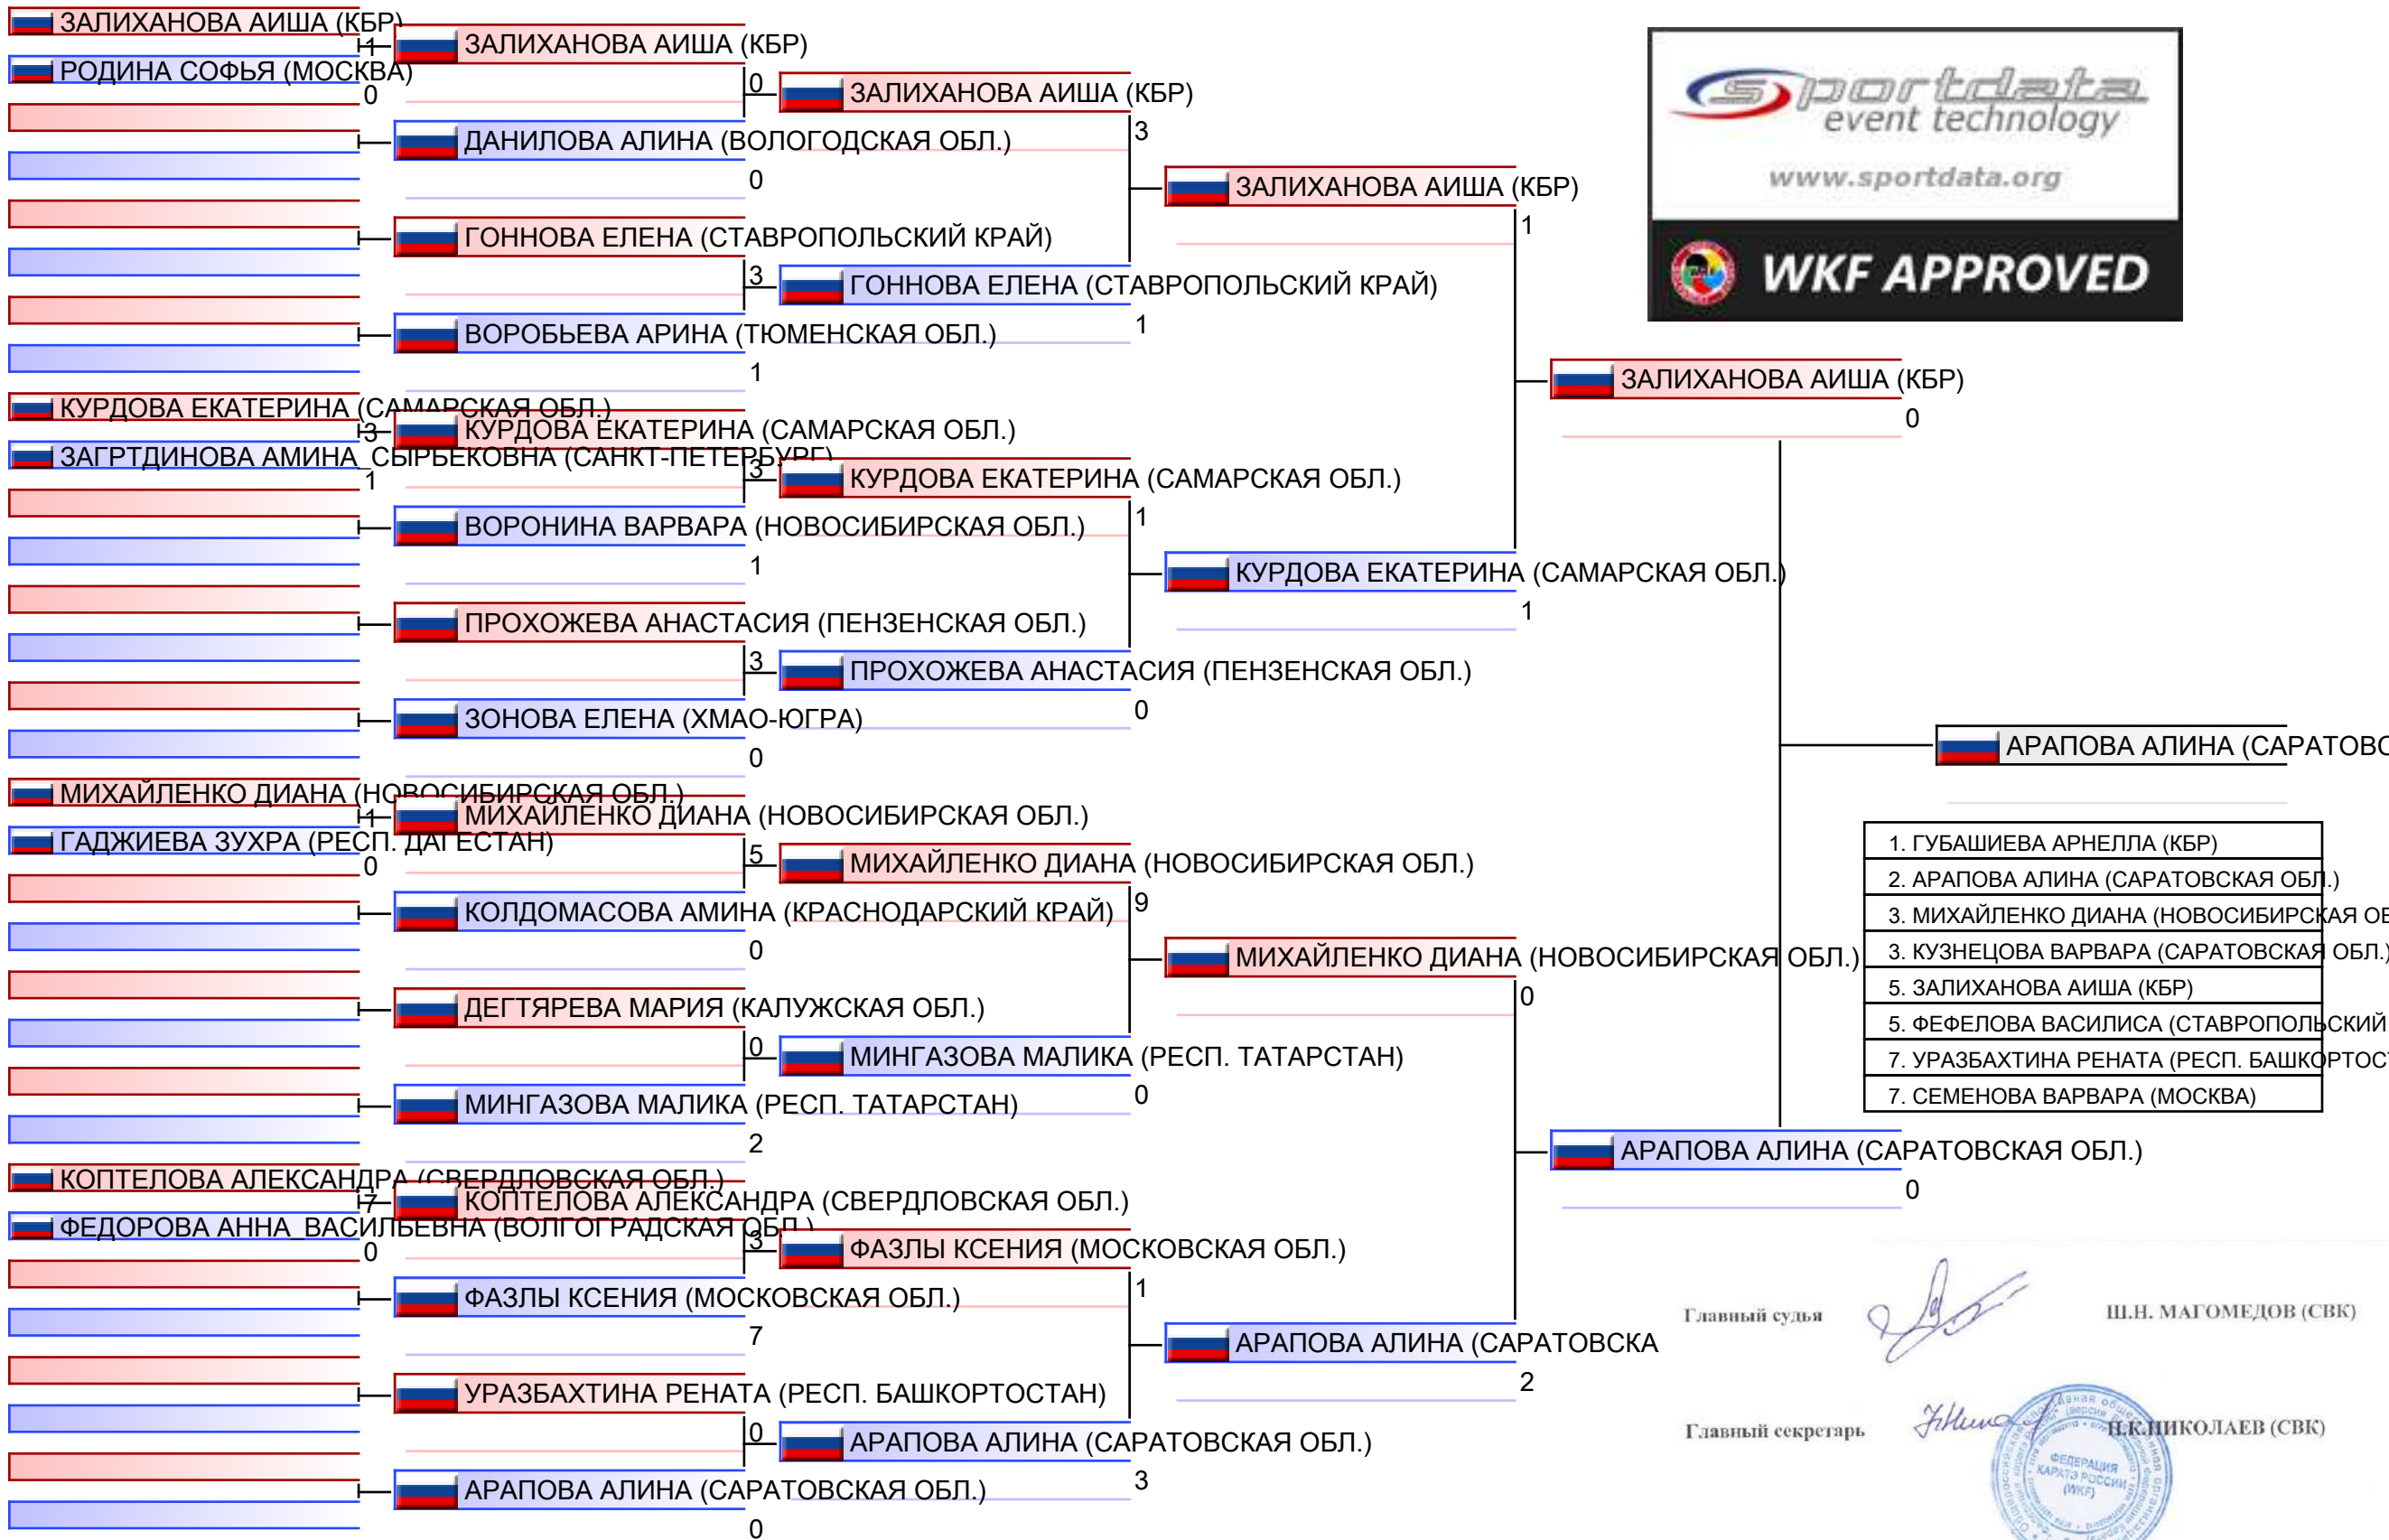 ЗАЛИХАНОВА АИША (КБР)
1
РОДИНА СОФЬЯ (МОСКВА)
0
КУРДОВА ЕКАТЕРИНА (САМАРСКАЯ ОБЛ.)
3
ЗАГРТДИНОВА АМИНА_СЫРБЕКОВНА (САНКТ-ПЕТЕРБУРГ)
1
МИХАЙЛЕНКО ДИАНА (НОВОСИБИРСКАЯ ОБЛ.)
1
ГАДЖИЕВА ЗУХРА (РЕСП. ДАГЕСТАН)
0
КОПТЕЛОВА АЛЕКСАНДРА (СВЕРДЛОВСКАЯ ОБЛ.)
7
ФЕДОРОВА АННА_ВАСИЛЬЕВНА (ВОЛГОГРАДСКАЯ ОБЛ.)
0
ЗАЛИХАНОВА АИША (КБР)
0
ДАНИЛОВА АЛИНА (ВОЛОГОДСКАЯ ОБЛ.)
0
ГОННОВА ЕЛЕНА (СТАВРОПОЛЬСКИЙ КРАЙ)
3
ВОРОБЬЕВА АРИНА (ТЮМЕНСКАЯ ОБЛ.)
1
КУРДОВА ЕКАТЕРИНА (САМАРСКАЯ ОБЛ.)
3
ВОРОНИНА ВАРВАРА (НОВОСИБИРСКАЯ ОБЛ.)
1
ПРОХОЖЕВА АНАСТАСИЯ (ПЕНЗЕНСКАЯ ОБЛ.)
3
ЗОНОВА ЕЛЕНА (ХМАО-ЮГРА)
0
МИХАЙЛЕНКО ДИАНА (НОВОСИБИРСКАЯ ОБЛ.)
5
КОЛДОМАСОВА АМИНА (КРАСНОДАРСКИЙ КРАЙ)
0
ДЕГТЯРЕВА МАРИЯ (КАЛУЖСКАЯ ОБЛ.)
0
МИНГАЗОВА МАЛИКА (РЕСП. ТАТАРСТАН)
2
КОПТЕЛОВА АЛЕКСАНДРА (СВЕРДЛОВСКАЯ ОБЛ.)
3
ФАЗЛЫ КСЕНИЯ (МОСКОВСКАЯ ОБЛ.)
7
УРАЗБАХТИНА РЕНАТА (РЕСП. БАШКОРТОСТАН)
0
АРАПОВА АЛИНА (САРАТОВСКАЯ ОБЛ.)
0
ЗАЛИХАНОВА АИША (КБР)
3
ГОННОВА ЕЛЕНА (СТАВРОПОЛЬСКИЙ КРАЙ)
1
КУРДОВА ЕКАТЕРИНА (САМАРСКАЯ ОБЛ.)
1
ПРОХОЖЕВА АНАСТАСИЯ (ПЕНЗЕНСКАЯ ОБЛ.)
0
МИХАЙЛЕНКО ДИАНА (НОВОСИБИРСКАЯ ОБЛ.)
9
МИНГАЗОВА МАЛИКА (РЕСП. ТАТАРСТАН)
0
ФАЗЛЫ КСЕНИЯ (МОСКОВСКАЯ ОБЛ.)
1
АРАПОВА АЛИНА (САРАТОВСКАЯ ОБЛ.)
3
ЗАЛИХАНОВА АИША (КБР)
1
КУРДОВА ЕКАТЕРИНА (САМАРСКАЯ ОБЛ.)
1
МИХАЙЛЕНКО ДИАНА (НОВОСИБИРСКАЯ ОБЛ.)
0
АРАПОВА АЛИНА (САРАТОВСКА
2
ЗАЛИХАНОВА АИША (КБР)
0
АРАПОВА АЛИНА (САРАТОВСКАЯ ОБЛ.)
0
АРАПОВА АЛИНА (САРАТОВС
sportdata
event technology
www.sportdata.org
WKF APPROVED
1. ГУБАШИЕВА АРНЕЛЛА (КБР)
2. АРАПОВА АЛИНА (САРАТОВСКАЯ ОБЛ.)
3. МИХАЙЛЕНКО ДИАНА (НОВОСИБИРСКАЯ ОБ
3. КУЗНЕЦОВА ВАРВАРА (САРАТОВСКАЯ ОБЛ.)
5. ЗАЛИХАНОВА АИША (КБР)
5. ФЕФЕЛОВА ВАСИЛИСА (СТАВРОПОЛЬСКИЙ
7. УРАЗБАХТИНА РЕНАТА (РЕСП. БАШКОРТОСТ
7. СЕМЕНОВА ВАРВАРА (МОСКВА)
Главный судья Ш.Н. МАГОМЕДОВ (СВК)
Главный секретарь П.К.НИКОЛАЕВ (СВК)
ФЕДЕРАЦИЯ
КАРАТЭ РОССИИ
(WKF)